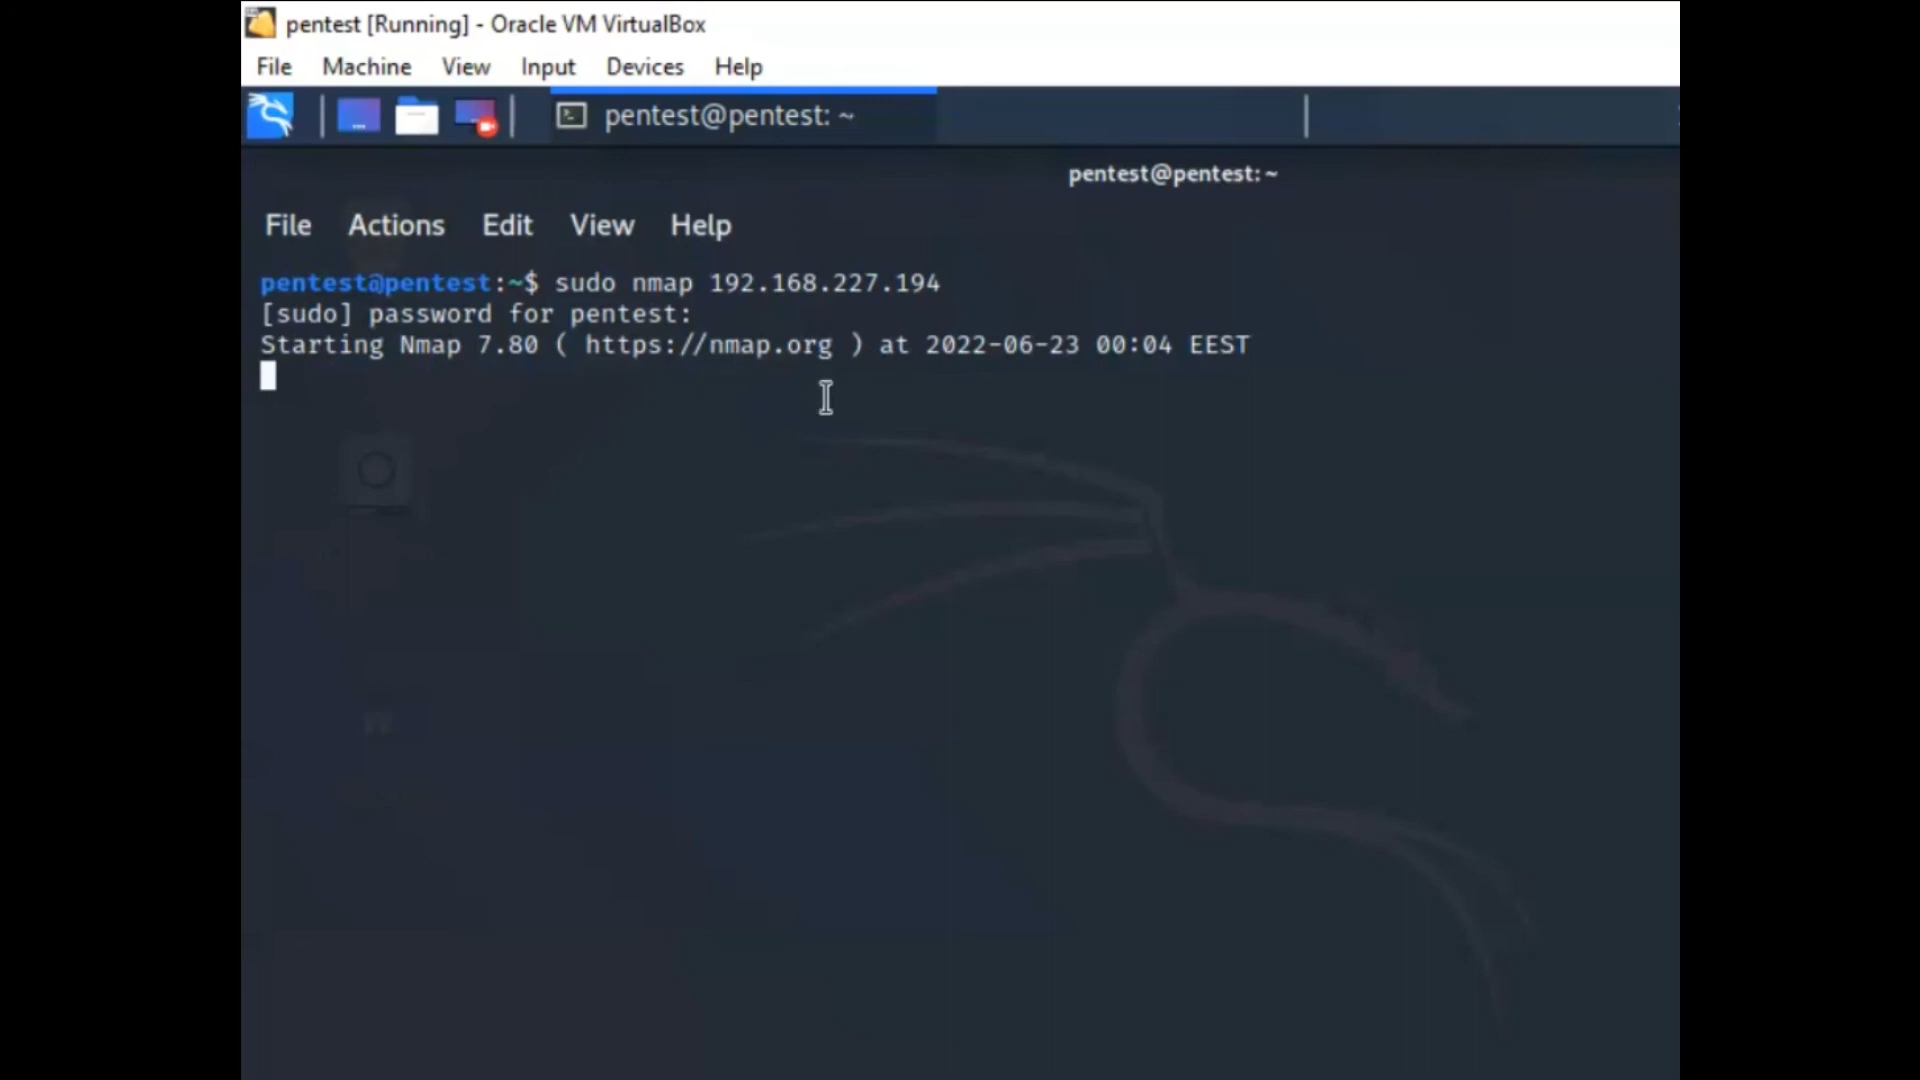 pentest [Running] - Oracle VM VirtualBox
File Machine View Input Devices Help
pentest@pentest: ~
pentest@pentest:~
File Actions Edit View Help
pentest@pentest:~$ sudo nmap 192.168.227.194
[sudo] password for pentest:
Starting Nmap 7.80 ( https://nmap.org ) at 2022-06-23 00:04 EEST